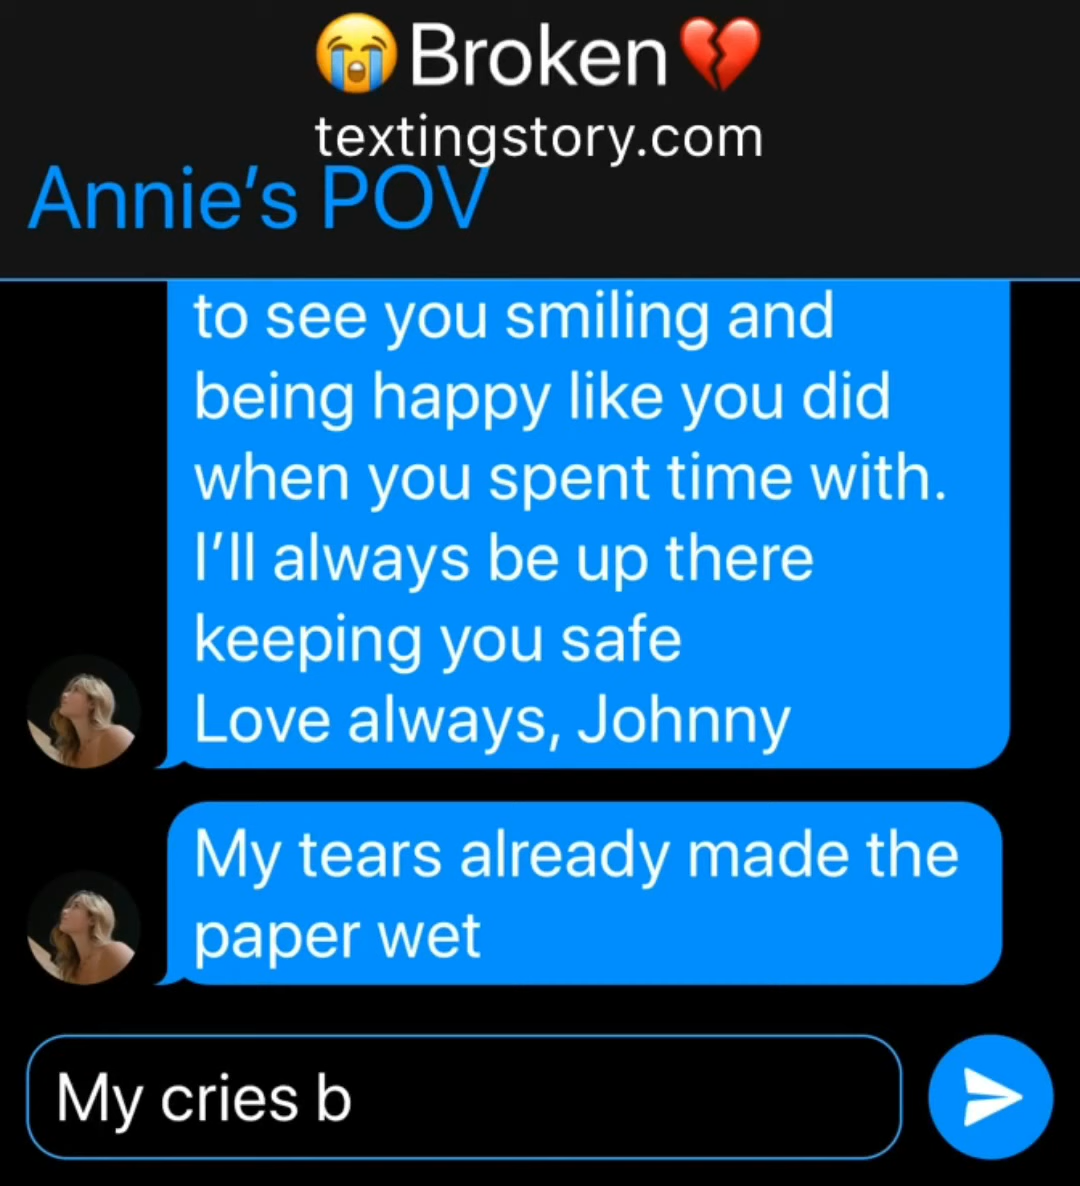 😭Broken💔
textingstory.com
Annie’s POV
to see you smiling and
being happy like you did
when you spent time with.
I’ll always be up there
keeping you safe
Love always, Johnny
My tears already made the
paper wet
My cries b